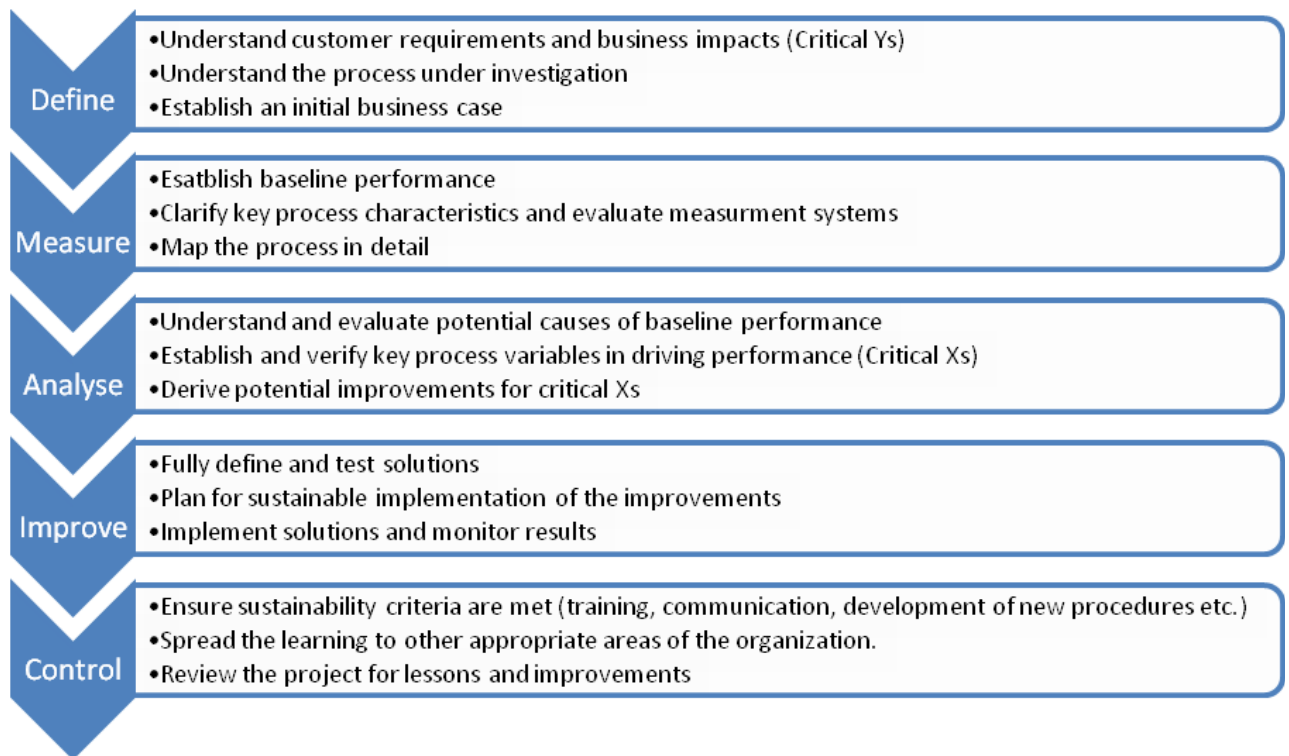 Define
•Understand customer requirements and business impacts (Critical Ys)
•Understand the process under investigation
•Establish an initial business case
Measure
•Esatblish baseline performance
•Clarify key process characteristics and evaluate measurment systems
•Map the process in detail
Analyse
•Understand and evaluate potential causes of baseline performance
•Establish and verify key process variables in driving performance (Critical Xs)
•Derive potential improvements for critical Xs
Improve
•Fully define and test solutions
•Plan for sustainable implementation of the improvements
•Implement solutions and monitor results
Control
•Ensure sustainability criteria are met (training, communication, development of new procedures etc.)
•Spread the learning to other appropriate areas of the organization.
•Review the project for lessons and improvements